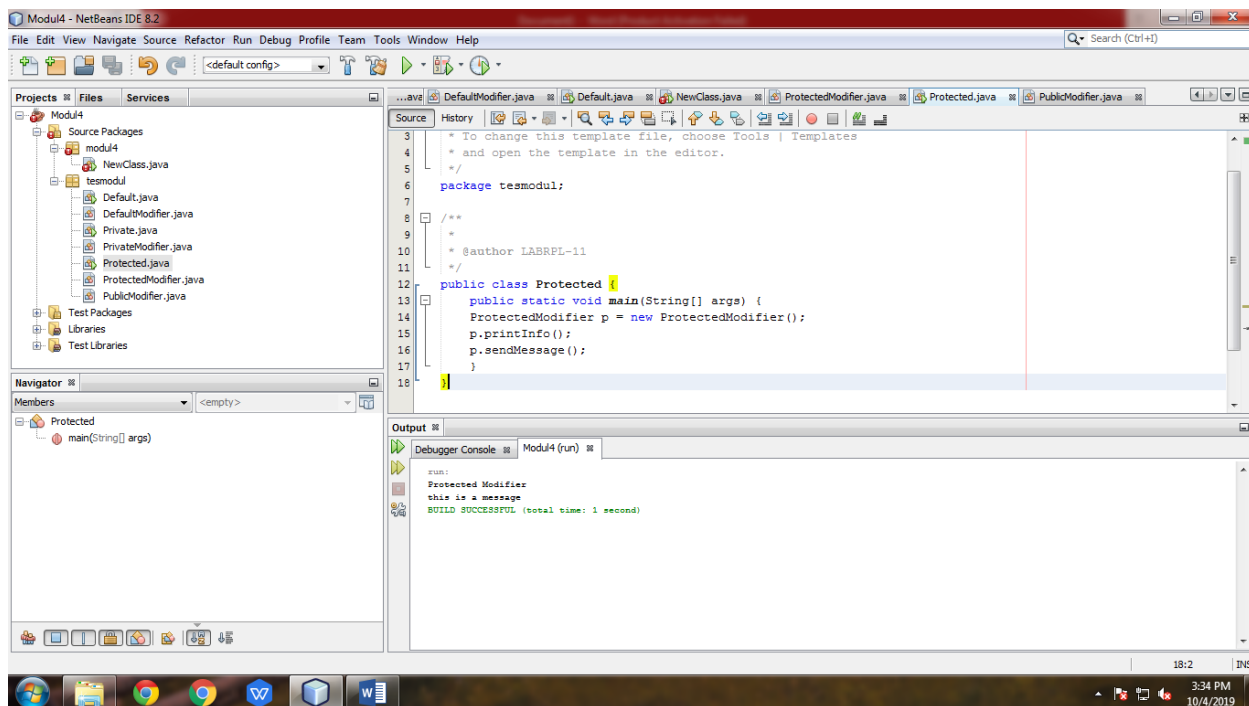 Modul4 - NetBeans IDE 8.2
File Edit View Navigate Source Refactor Run Debug Profile Team Tools Window Help
Search (Ctrl+I)
<default config>
Projects Files Services
Modul4
Source Packages
modul4
NewClass.java
tesmodul
Default.java
DefaultModifier.java
Private.java
PrivateModifier.java
Protected.java
ProtectedModifier.java
PublicModifier.java
Test Packages
Libraries
Test Libraries
Navigator
Members <empty>
Protected
main(String[] args)
...ava DefaultModifier.java Default.java NewClass.java ProtectedModifier.java Protected.java PublicModifier.java
Source History
3 * To change this template file, choose Tools | Templates
4 * and open the template in the editor.
5 */
6 package tesmodul;
7
8 /**
9 *
10 * @author LABRPL-11
11 */
12 public class Protected {
13 public static void main(String[] args) {
14 ProtectedModifier p = new ProtectedModifier();
15 p.printInfo();
16 p.sendMessage();
17 }
18 }
Output
Debugger Console Modul4 (run)
run:
Protected Modifier
this is a message
BUILD SUCCESSFUL (total time: 1 second)
18:2 INS
3:34 PM
10/4/2019